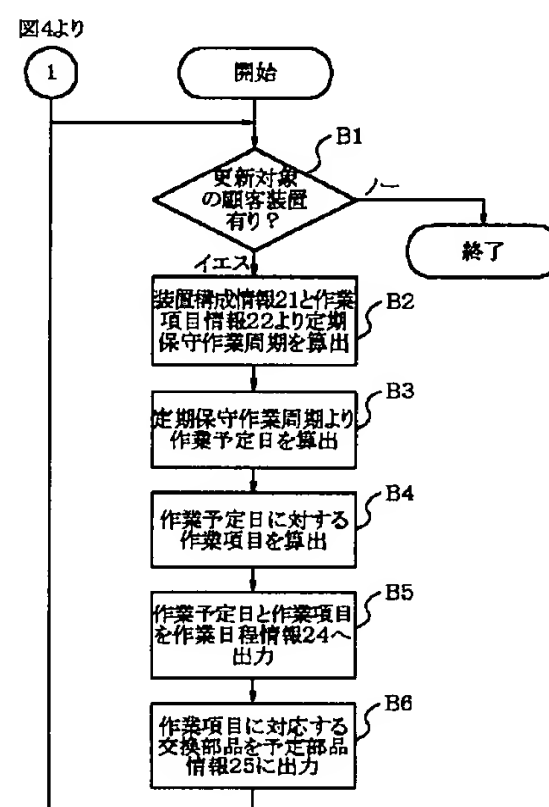 図4より
1
開始
B1
更新対象
の顧客装置
有り?
ノー
終了
イエス
B2
装置構成情報21と作業
項目情報22より定期
保守作業周期を算出
B3
定期保守作業周期より
作業予定日を算出
B4
作業予定日に対する
作業項目を算出
B5
作業予定日と作業項目
を作業日程情報24へ
出力
B6
作業項目に対応する
交換部品を予定部品
情報25に出力